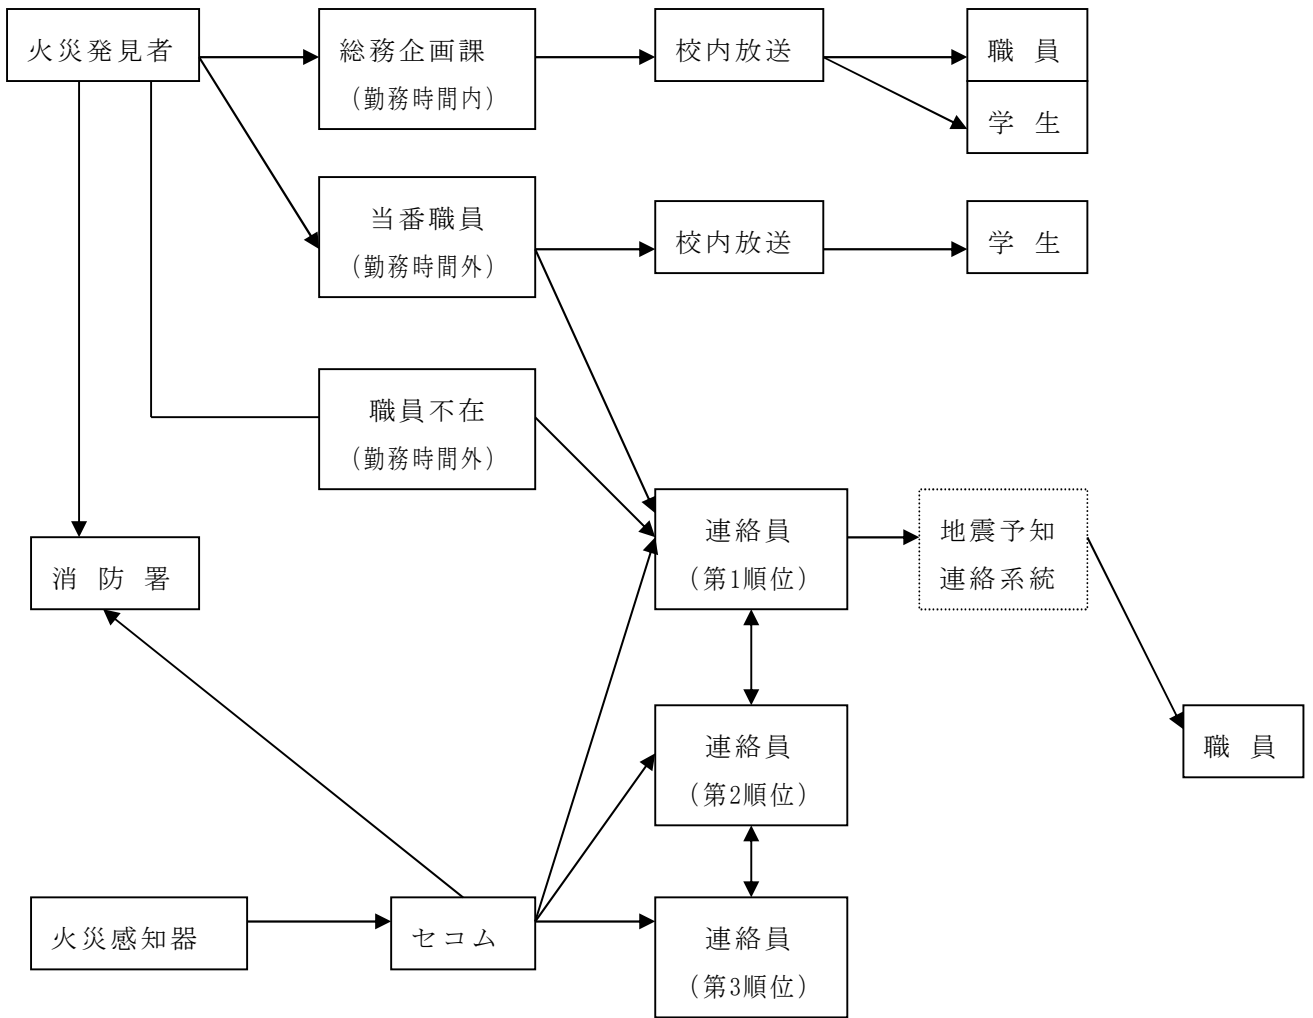 火災発見者
総務企画課
（勤務時間内）
校内放送
職 員
学 生
当番職員
（勤務時間外）
校内放送
学 生
職員不在
（勤務時間外）
消 防 署
連絡員
（第1順位）
地震予知
連絡系統
連絡員
（第2順位）
職 員
火災感知器
セコム
連絡員
（第3順位）